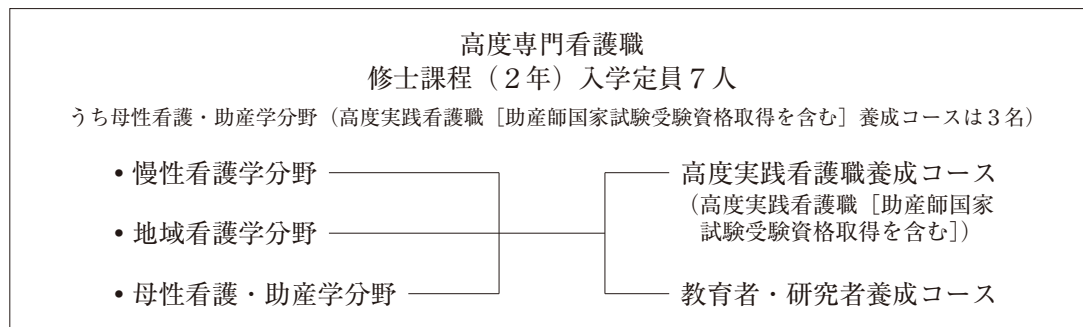 高度専門看護職
修士課程（２年）入学定員７人
うち母性看護・助産学分野（高度実践看護職［助産師国家試験受験資格取得を含む］養成コースは３名）
• 慢性看護学分野
• 地域看護学分野
• 母性看護・助産学分野
高度実践看護職養成コース
（高度実践看護職［助産師国家
試験受験資格取得を含む］）
教育者・研究者養成コース